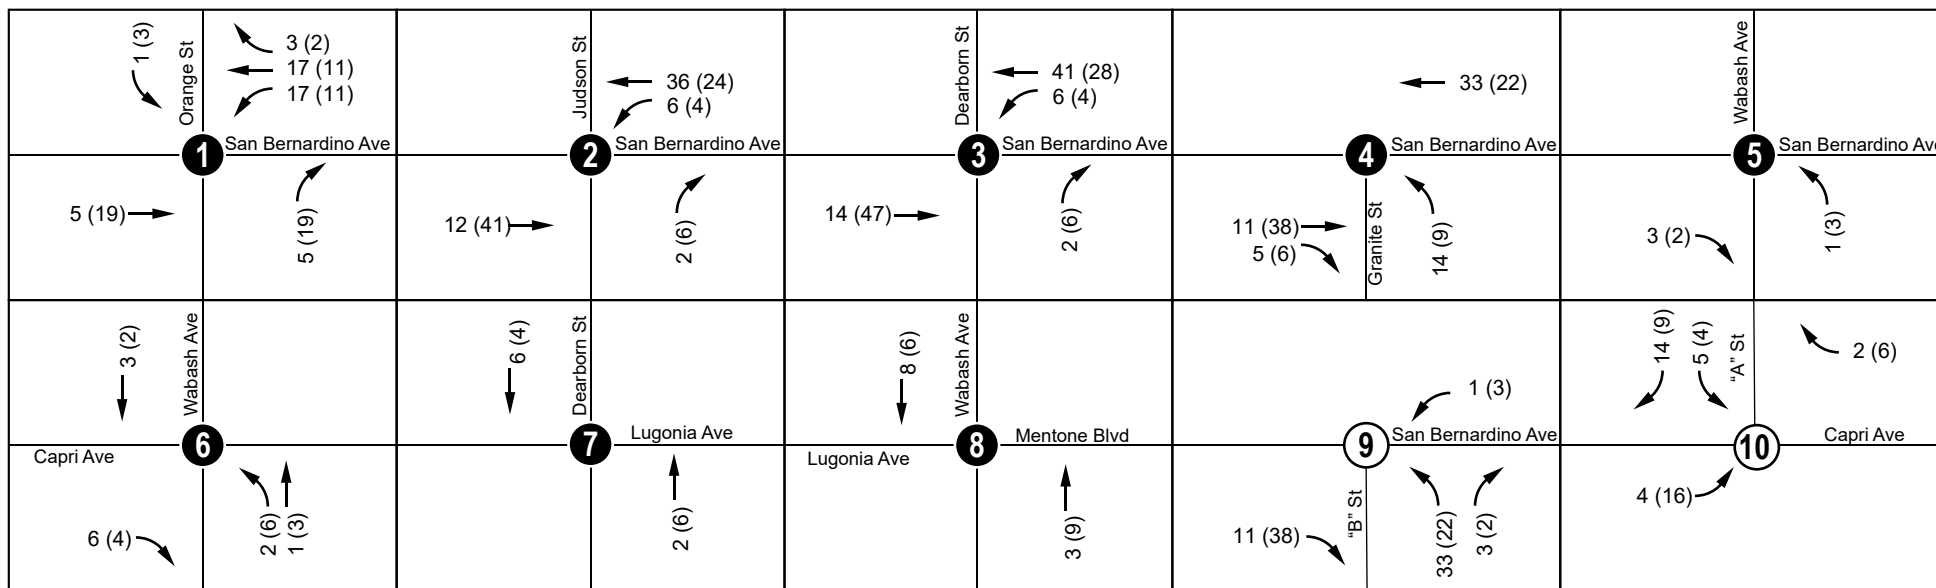 1 (3)
Orange St
3 (2)
17 (11)
17 (11)
1
San Bernardino Ave
5 (19)
5 (19)
Judson St
36 (24)
6 (4)
2
San Bernardino Ave
12 (41)
2 (6)
Dearborn St
41 (28)
6 (4)
3
San Bernardino Ave
14 (47)
2 (6)
33 (22)
4
San Bernardino Ave
11 (38)
5 (6)
Granite St
14 (9)
Wabash Ave
5
San Bernardino Ave
3 (2)
1 (3)
3 (2)
Wabash Ave
6
Capri Ave
6 (4)
2 (6)
1 (3)
6 (4)
Dearborn St
7
Lugonia Ave
2 (6)
8 (6)
Wabash Ave
8
Mentone Blvd
Lugonia Ave
3 (9)
1 (3)
9
San Bernardino Ave
11 (38)
"B" St
33 (22)
3 (2)
14 (9)
5 (4)
"A" St
2 (6)
10
Capri Ave
4 (16)